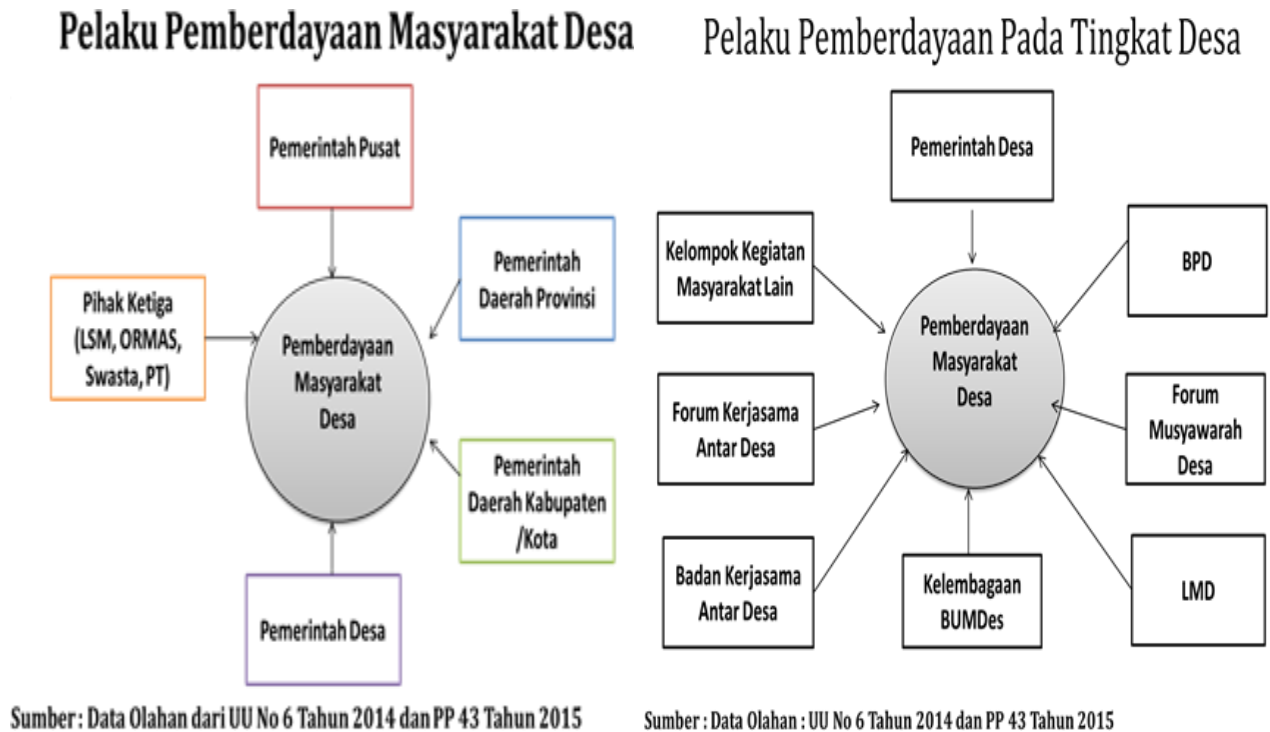 Pelaku Pemberdayaan Masyarakat Desa
Pemerintah Pusat
Pemerintah
Daerah Provinsi
Pihak Ketiga
(LSM, ORMAS,
Swasta, PT)
Pemberdayaan
Masyarakat
Desa
Pemerintah
Daerah Kabupaten
/Kota
Pemerintah Desa
Sumber : Data Olahan dari UU No 6 Tahun 2014 dan PP 43 Tahun 2015
Pelaku Pemberdayaan Pada Tingkat Desa
Pemerintah Desa
Kelompok Kegiatan
Masyarakat Lain
BPD
Pemberdayaan
Masyarakat
Desa
Forum Kerjasama
Antar Desa
Forum
Musyawarah
Desa
Badan Kerjasama
Antar Desa
Kelembagaan
BUMDes
LMD
Sumber : Data Olahan : UU No 6 Tahun 2014 dan PP 43 Tahun 2015